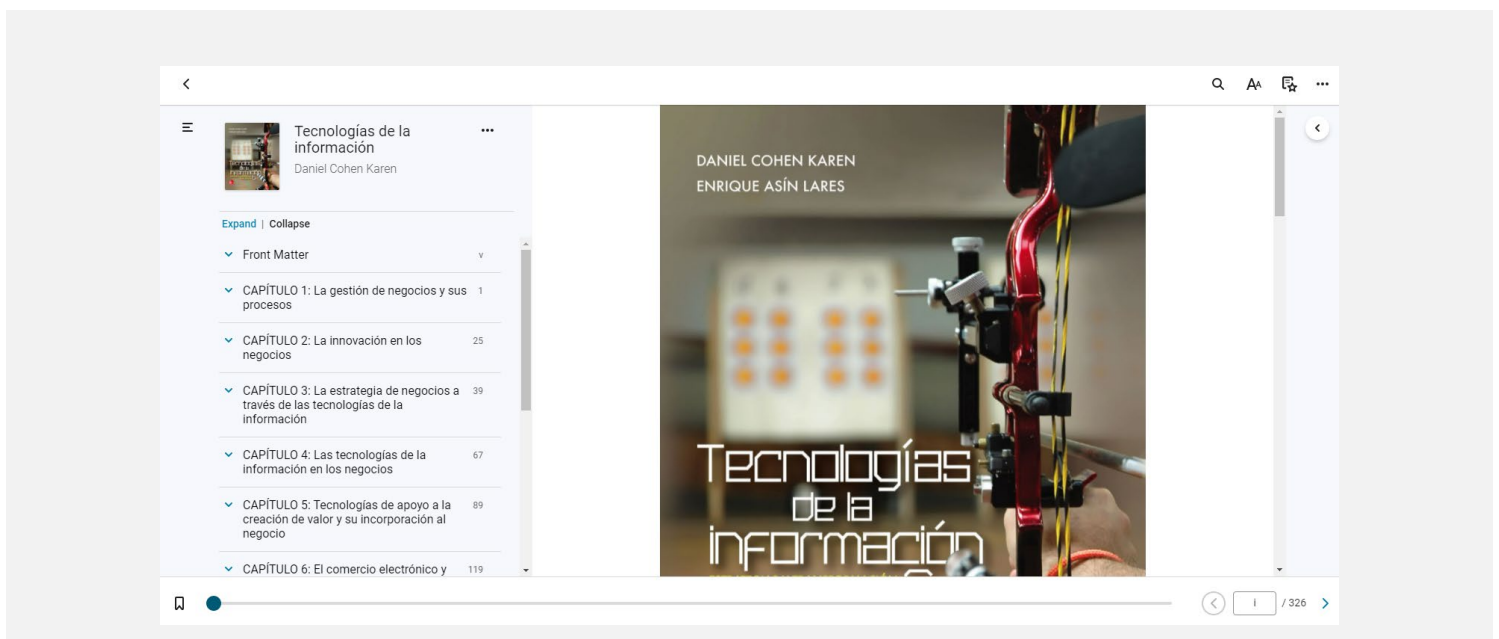 Tecnologías de la
información
Daniel Cohen Karen
Expand | Collapse
Front Matter v
CAPÍTULO 1: La gestión de negocios y sus 1
procesos
CAPÍTULO 2: La innovación en los 25
negocios
CAPÍTULO 3: La estrategia de negocios a 39
través de las tecnologías de la
información
CAPÍTULO 4: Las tecnologías de la 67
información en los negocios
CAPÍTULO 5: Tecnologías de apoyo a la 89
creación de valor y su incorporación al
negocio
CAPÍTULO 6: El comercio electrónico y 119
DANIEL COHEN KAREN
ENRIQUE ASÍN LARES
Tecnologías
de la
información
AA
i / 326